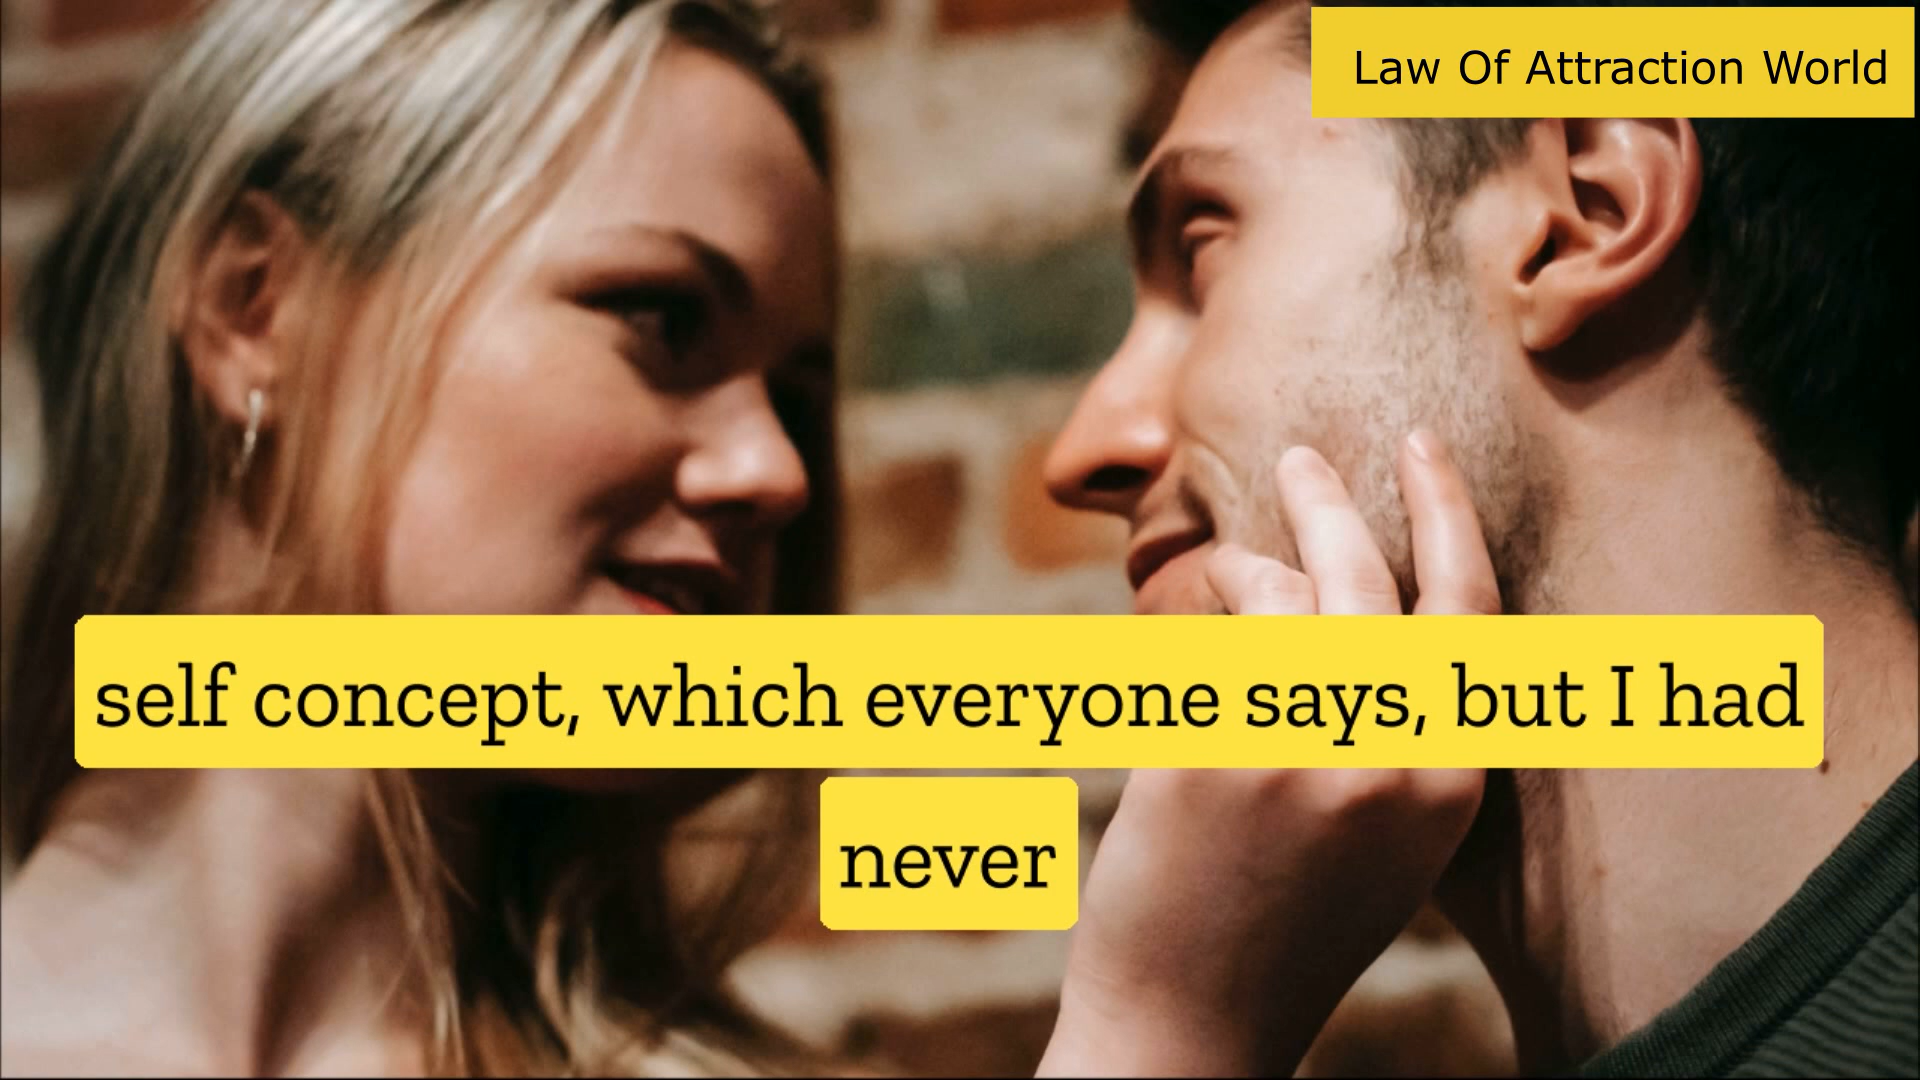 Law Of Attraction World
self concept, which everyone says, but I had
never